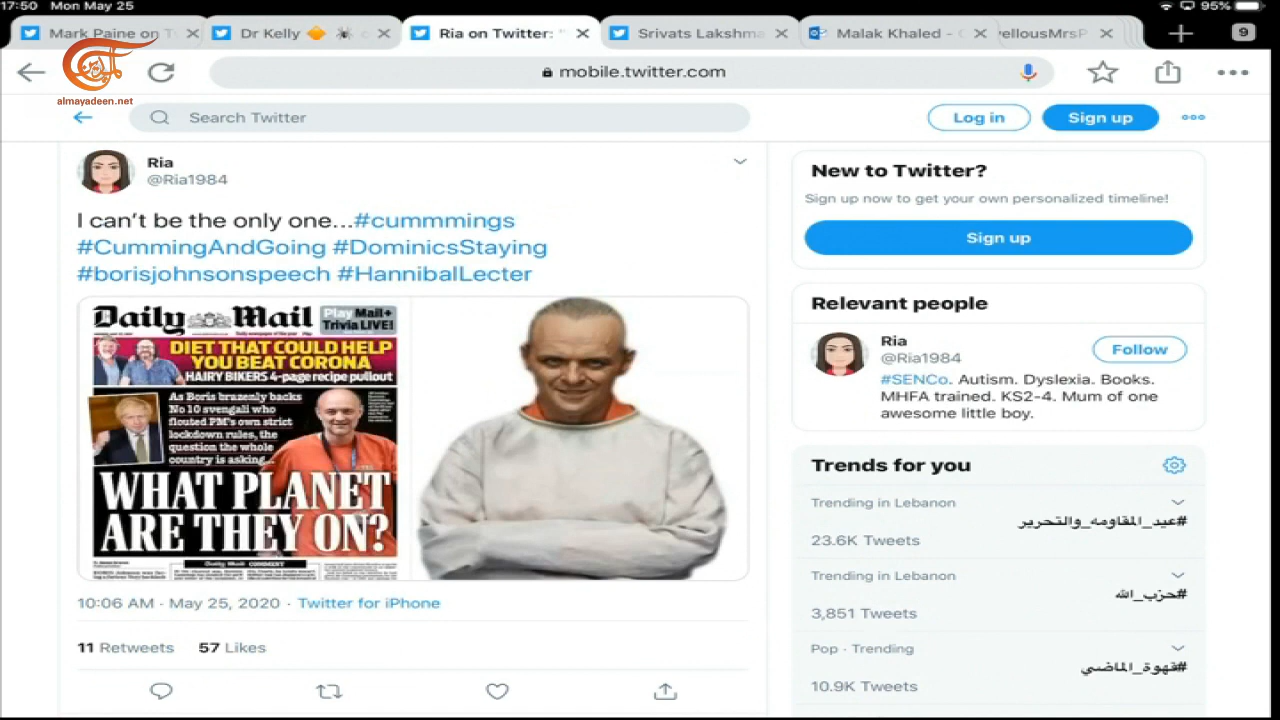 17:50 Mon May 25
95%
Mark Paine on T
Dr Kelly
Ria on Twitter: "
Srivats Lakshma
Malak Khaled -
ellousMrsP
9
almayadeen.net
mobile.twitter.com
Search Twitter
Log in
Sign up
Ria
@Ria1984
I can't be the only one...#cummmings
#CummingAndGoing #DominicsStaying
#borisjohnsonspeech #HannibalLecter
Daily Mail
Play Mail+
Trivia LIVE!
DIET THAT COULD HELP
YOU BEAT CORONA
HAIRY BIKERS 4-page recipe pullout
As Boris brazenly backs
No 10 svengali who
flouted PM's own strict
lockdown rules, the
question the whole
country is asking...
WHAT PLANET
ARE THEY ON?
Daily Mail COMMENT
10:06 AM · May 25, 2020 · Twitter for iPhone
11 Retweets 57 Likes
New to Twitter?
Sign up now to get your own personalized timeline!
Sign up
Relevant people
Ria
@Ria1984
Follow
#SENCo. Autism. Dyslexia. Books.
MHFA trained. KS2-4. Mum of one
awesome little boy.
Trends for you
Trending in Lebanon
#عيد_المقاومه_والتحرير
23.6K Tweets
Trending in Lebanon
#حزب_الله
3,851 Tweets
Pop · Trending
#قهوة_الماضي
10.9K Tweets